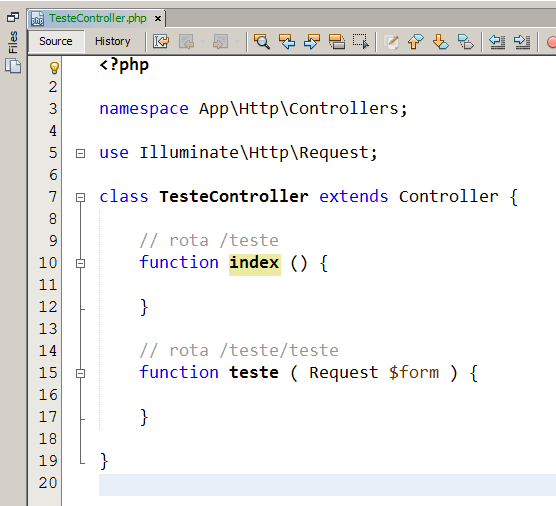 TesteController.php
Files
Source History
<?php
2
3 namespace App\Http\Controllers;
4
5 use Illuminate\Http\Request;
6
7 class TesteController extends Controller {
8
9 // rota /teste
10 function index () {
11
12 }
13
14 // rota /teste/teste
15 function teste ( Request $form ) {
16
17 }
18
19 }
20